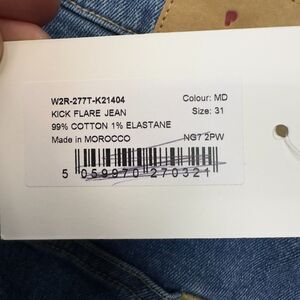 W2R-277T-K21404 Colour: MD
KICK FLARE JEAN Size: 31
99% COTTON 1% ELASTANE
Made in MOROCCO NG7 2PW
5 059970 270321